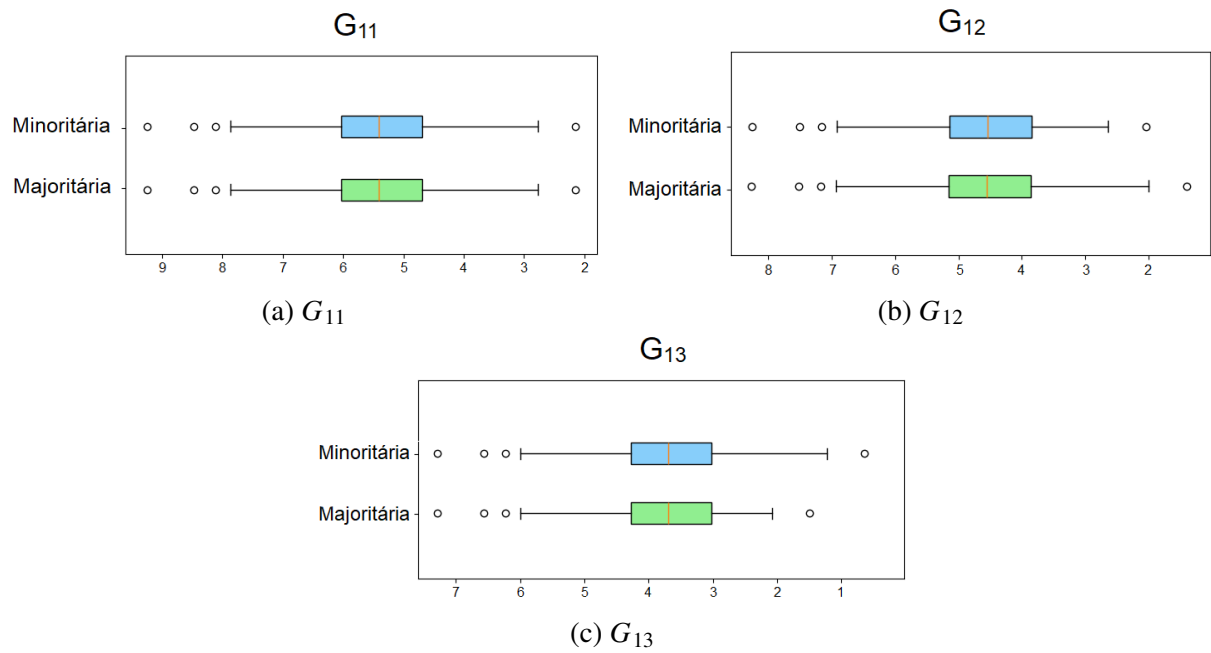 G₁₁
Minoritária
Majoritária
9 8 7 6 5 4 3 2
(a) G₁₁
G₁₂
Minoritária
Majoritária
8 7 6 5 4 3 2
(b) G₁₂
G₁₃
Minoritária
Majoritária
7 6 5 4 3 2 1
(c) G₁₃